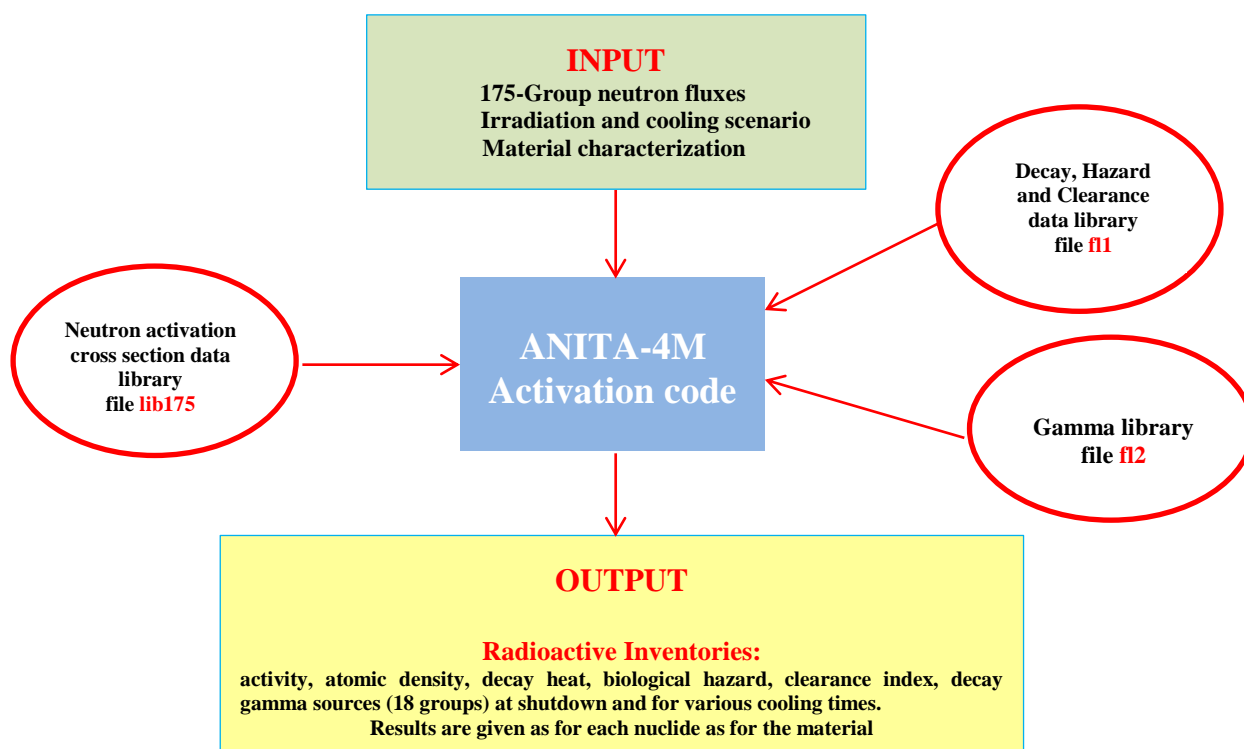 INPUT
175-Group neutron fluxes
Irradiation and cooling scenario
Material characterization
Decay, Hazard
and Clearance
data library
file fl1
Neutron activation
cross section data
library
file lib175
ANITA-4M
Activation code
Gamma library
file fl2
OUTPUT
Radioactive Inventories:
activity, atomic density, decay heat, biological hazard, clearance index, decay
gamma sources (18 groups) at shutdown and for various cooling times.
Results are given as for each nuclide as for the material